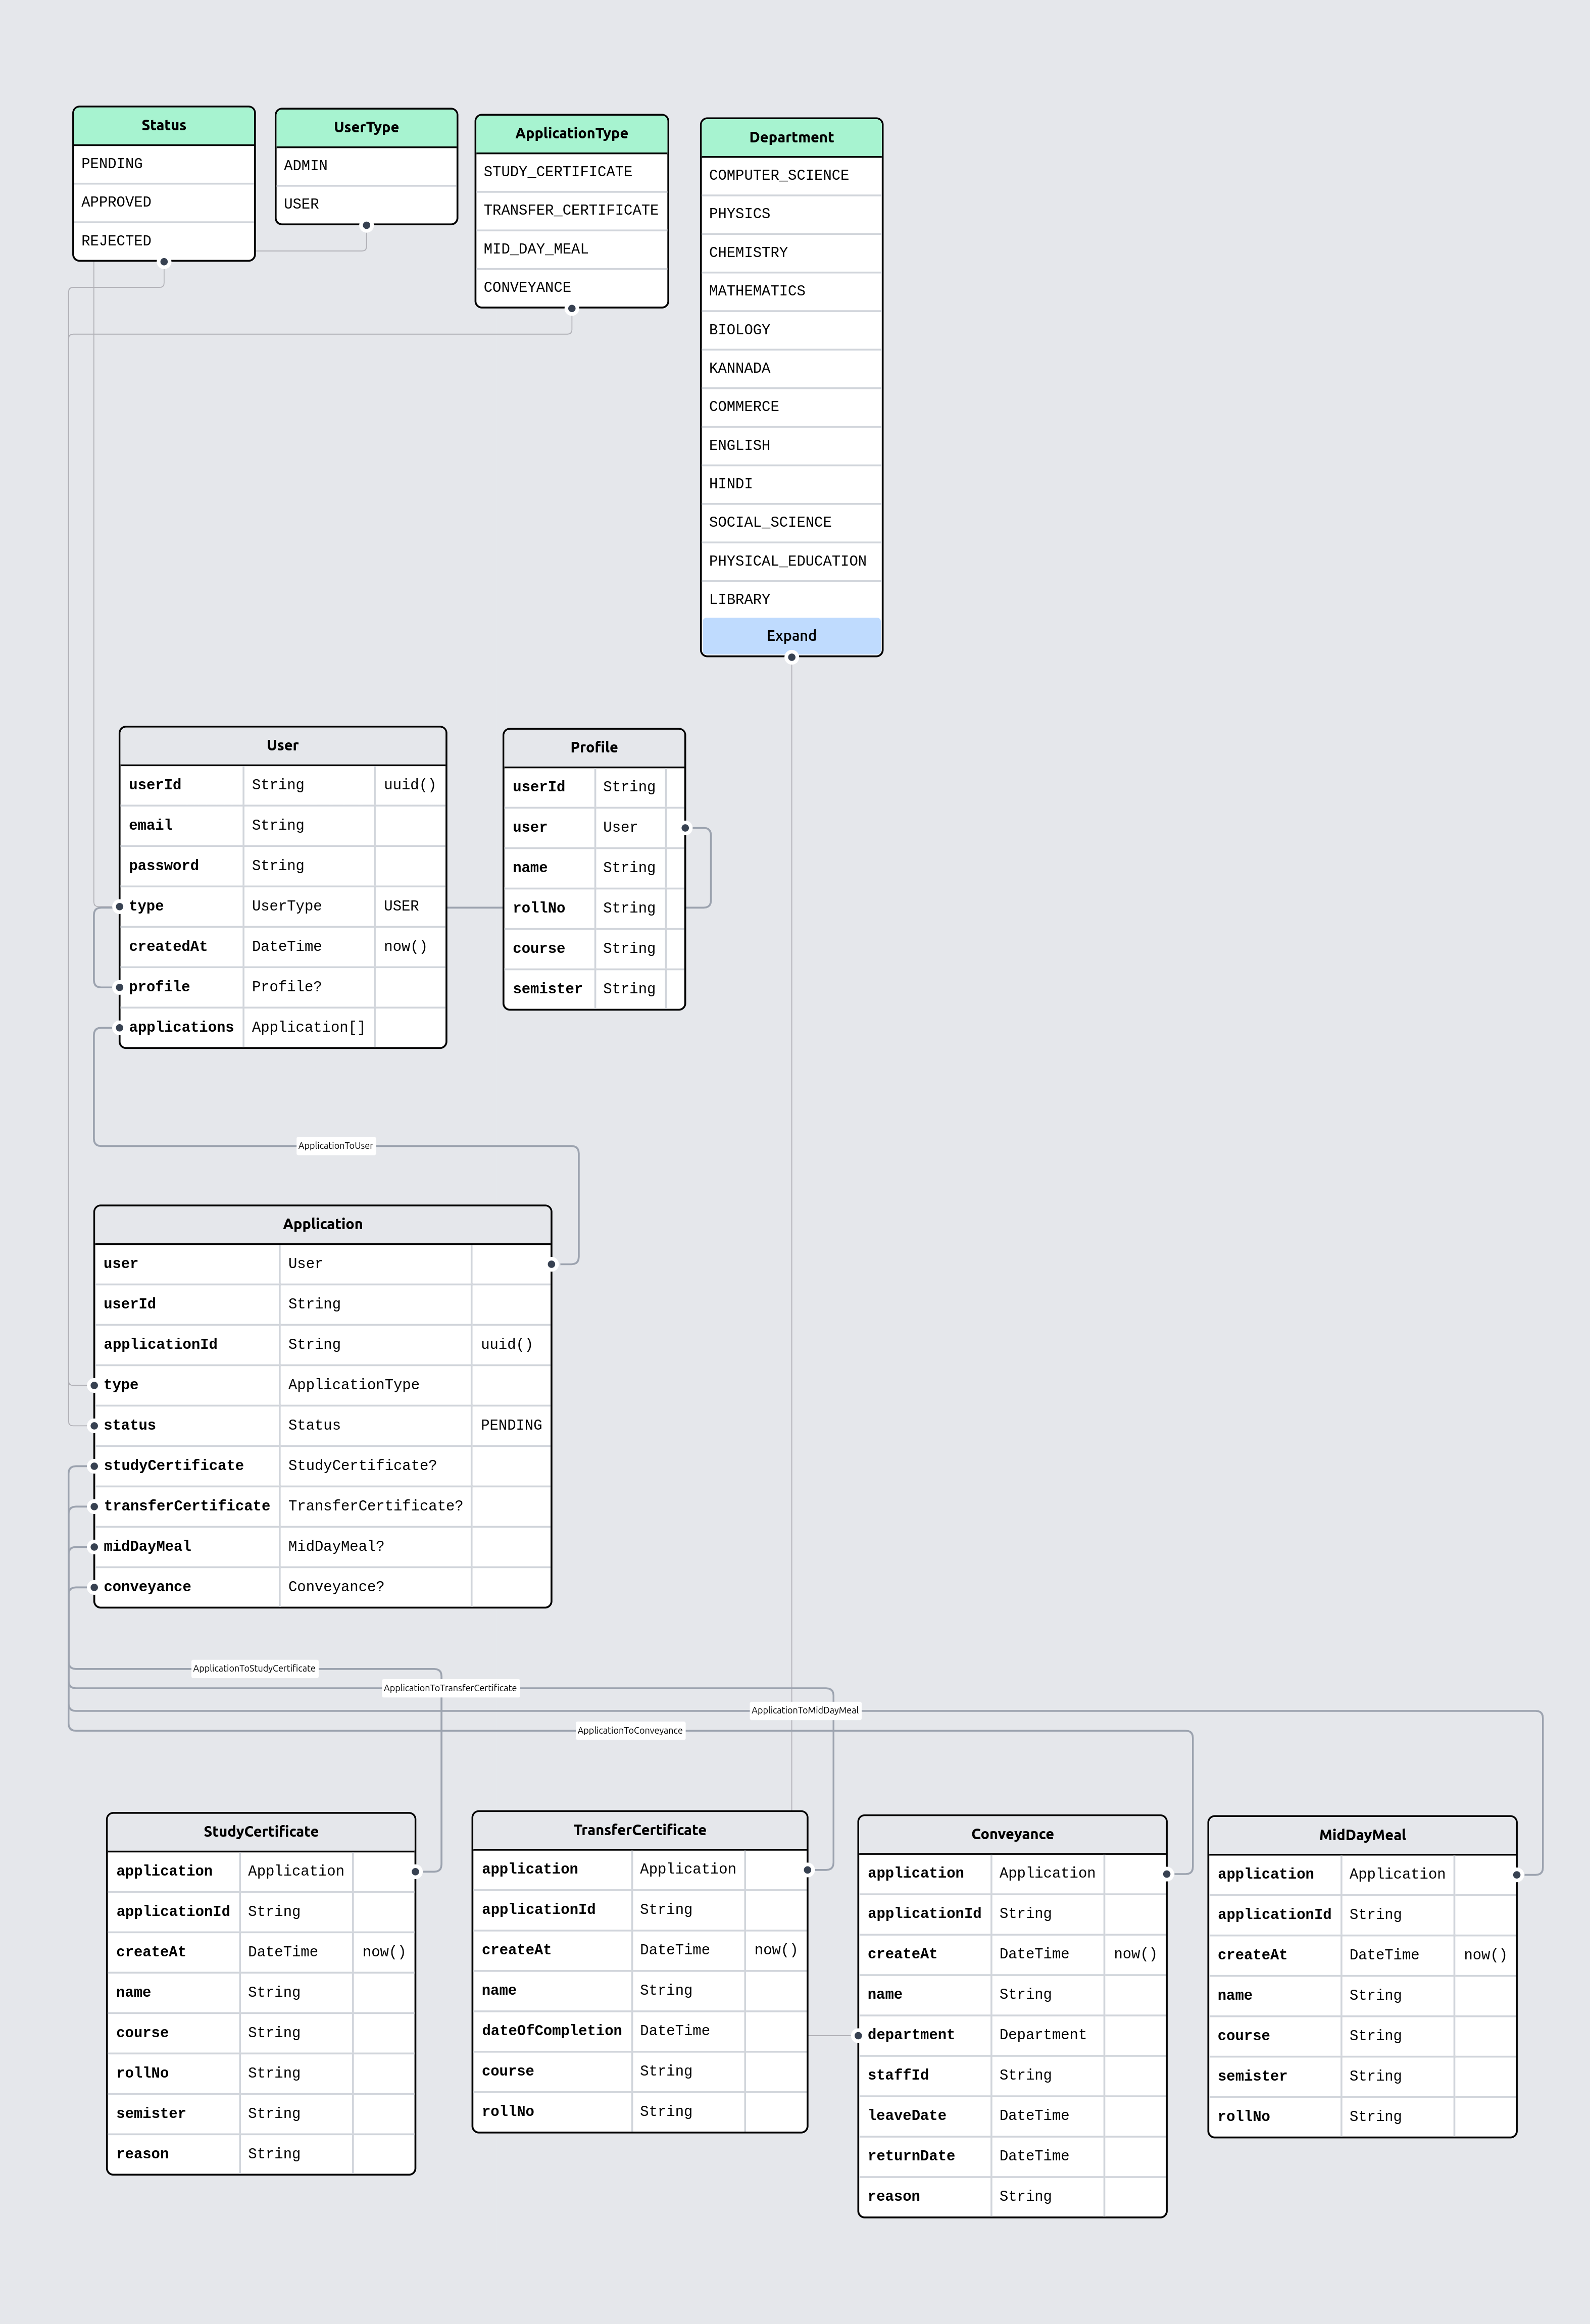 Status
PENDING
APPROVED
REJECTED
UserType
ADMIN
USER
ApplicationType
STUDY_CERTIFICATE
TRANSFER_CERTIFICATE
MID_DAY_MEAL
CONVEYANCE
Department
COMPUTER_SCIENCE
PHYSICS
CHEMISTRY
MATHEMATICS
BIOLOGY
KANNADA
COMMERCE
ENGLISH
HINDI
SOCIAL_SCIENCE
PHYSICAL_EDUCATION
LIBRARY
Expand
User
userId String uuid()
email String
password String
type UserType USER
createdAt DateTime now()
profile Profile?
applications Application[]
Profile
userId String
user User
name String
rollNo String
course String
semister String
ApplicationToUser
Application
user User
userId String
applicationId String uuid()
type ApplicationType
status Status PENDING
studyCertificate StudyCertificate?
transferCertificate TransferCertificate?
midDayMeal MidDayMeal?
conveyance Conveyance?
ApplicationToStudyCertificate
ApplicationToTransferCertificate
ApplicationToMidDayMeal
ApplicationToConveyance
StudyCertificate
application Application
applicationId String
createAt DateTime now()
name String
course String
rollNo String
semister String
reason String
TransferCertificate
application Application
applicationId String
createAt DateTime now()
name String
dateOfCompletion DateTime
course String
rollNo String
Conveyance
application Application
applicationId String
createAt DateTime now()
name String
department Department
staffId String
leaveDate DateTime
returnDate DateTime
reason String
MidDayMeal
application Application
applicationId String
createAt DateTime now()
name String
course String
semister String
rollNo String